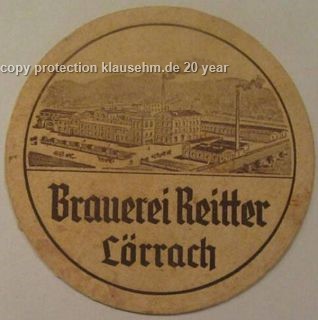 copy protection klausehm.de 20 year
Brauerei Reitter
Lörrach